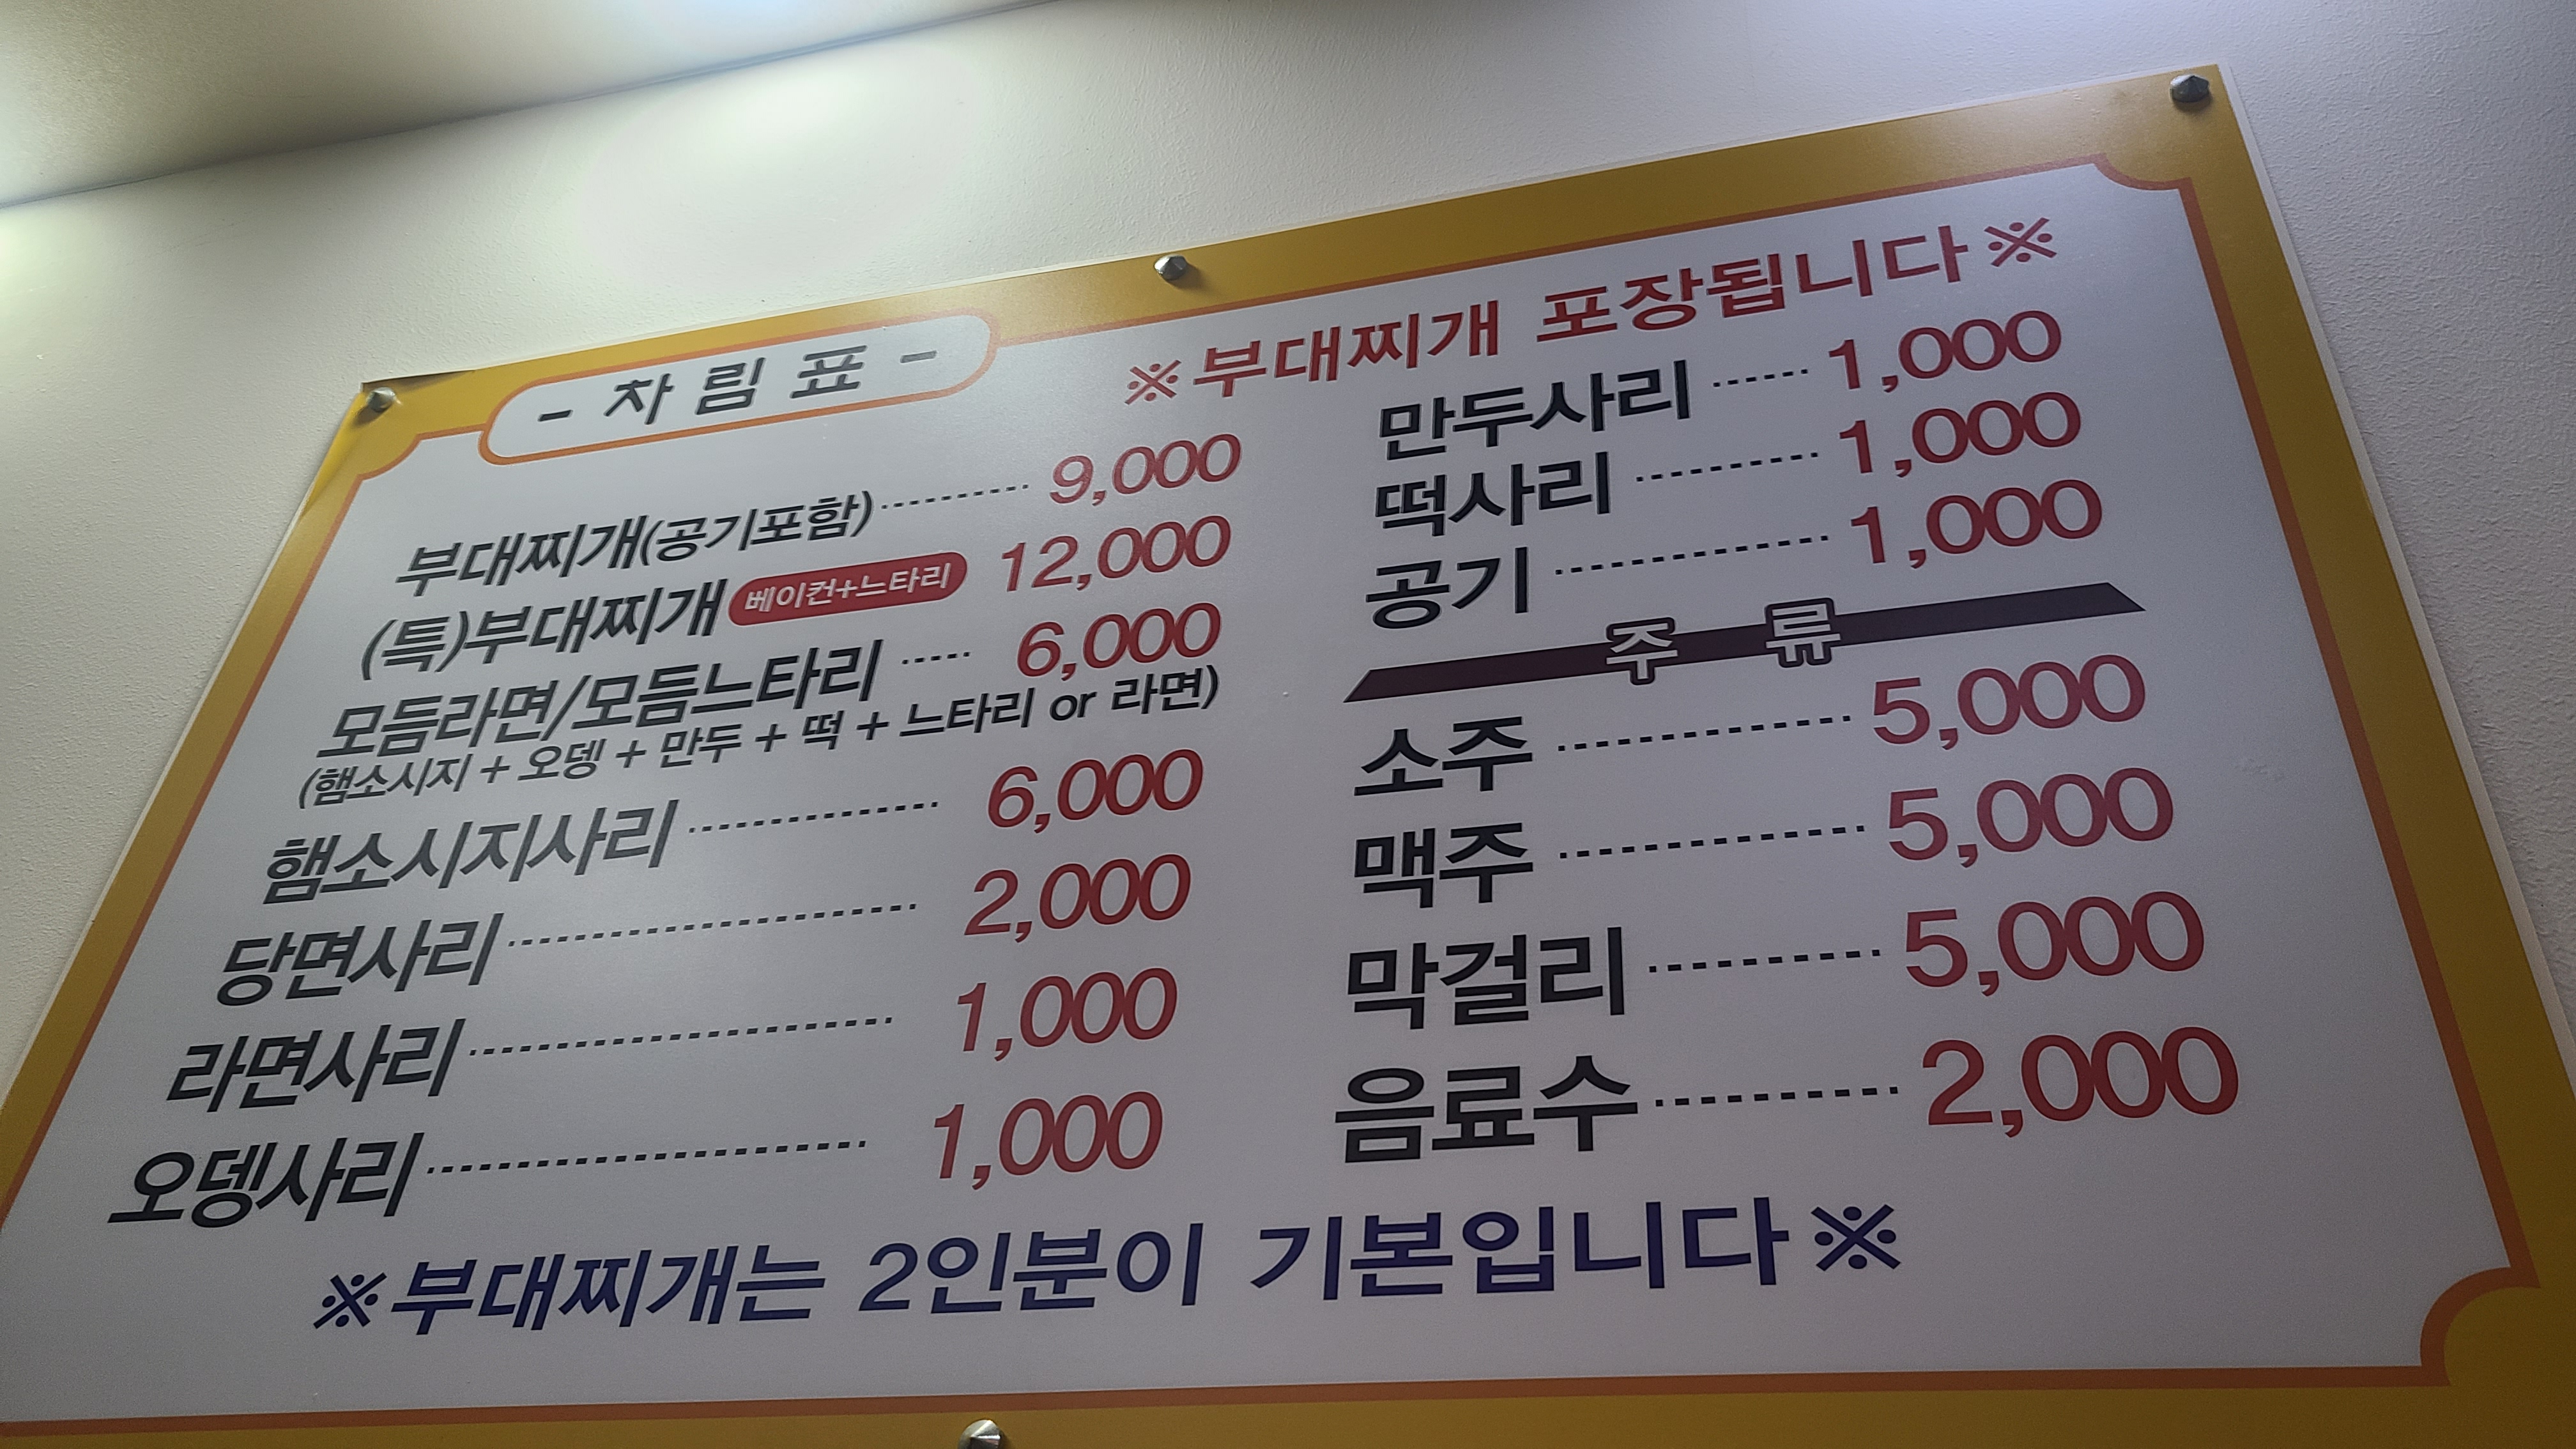 - 차림표 -
※부대찌개 포장됩니다※
부대찌개(공기포함) 9,000
(특)부대찌개 베이컨+느타리 12,000
모듬라면/모듬느타리 6,000
(햄소시지 + 오뎅 + 만두 + 떡 + 느타리 or 라면)
햄소시지사리 6,000
당면사리 2,000
라면사리 1,000
오뎅사리 1,000
만두사리 1,000
떡사리 1,000
공기 1,000
주류
소주 5,000
맥주 5,000
막걸리 5,000
음료수 2,000
※부대찌개는 2인분이 기본입니다※